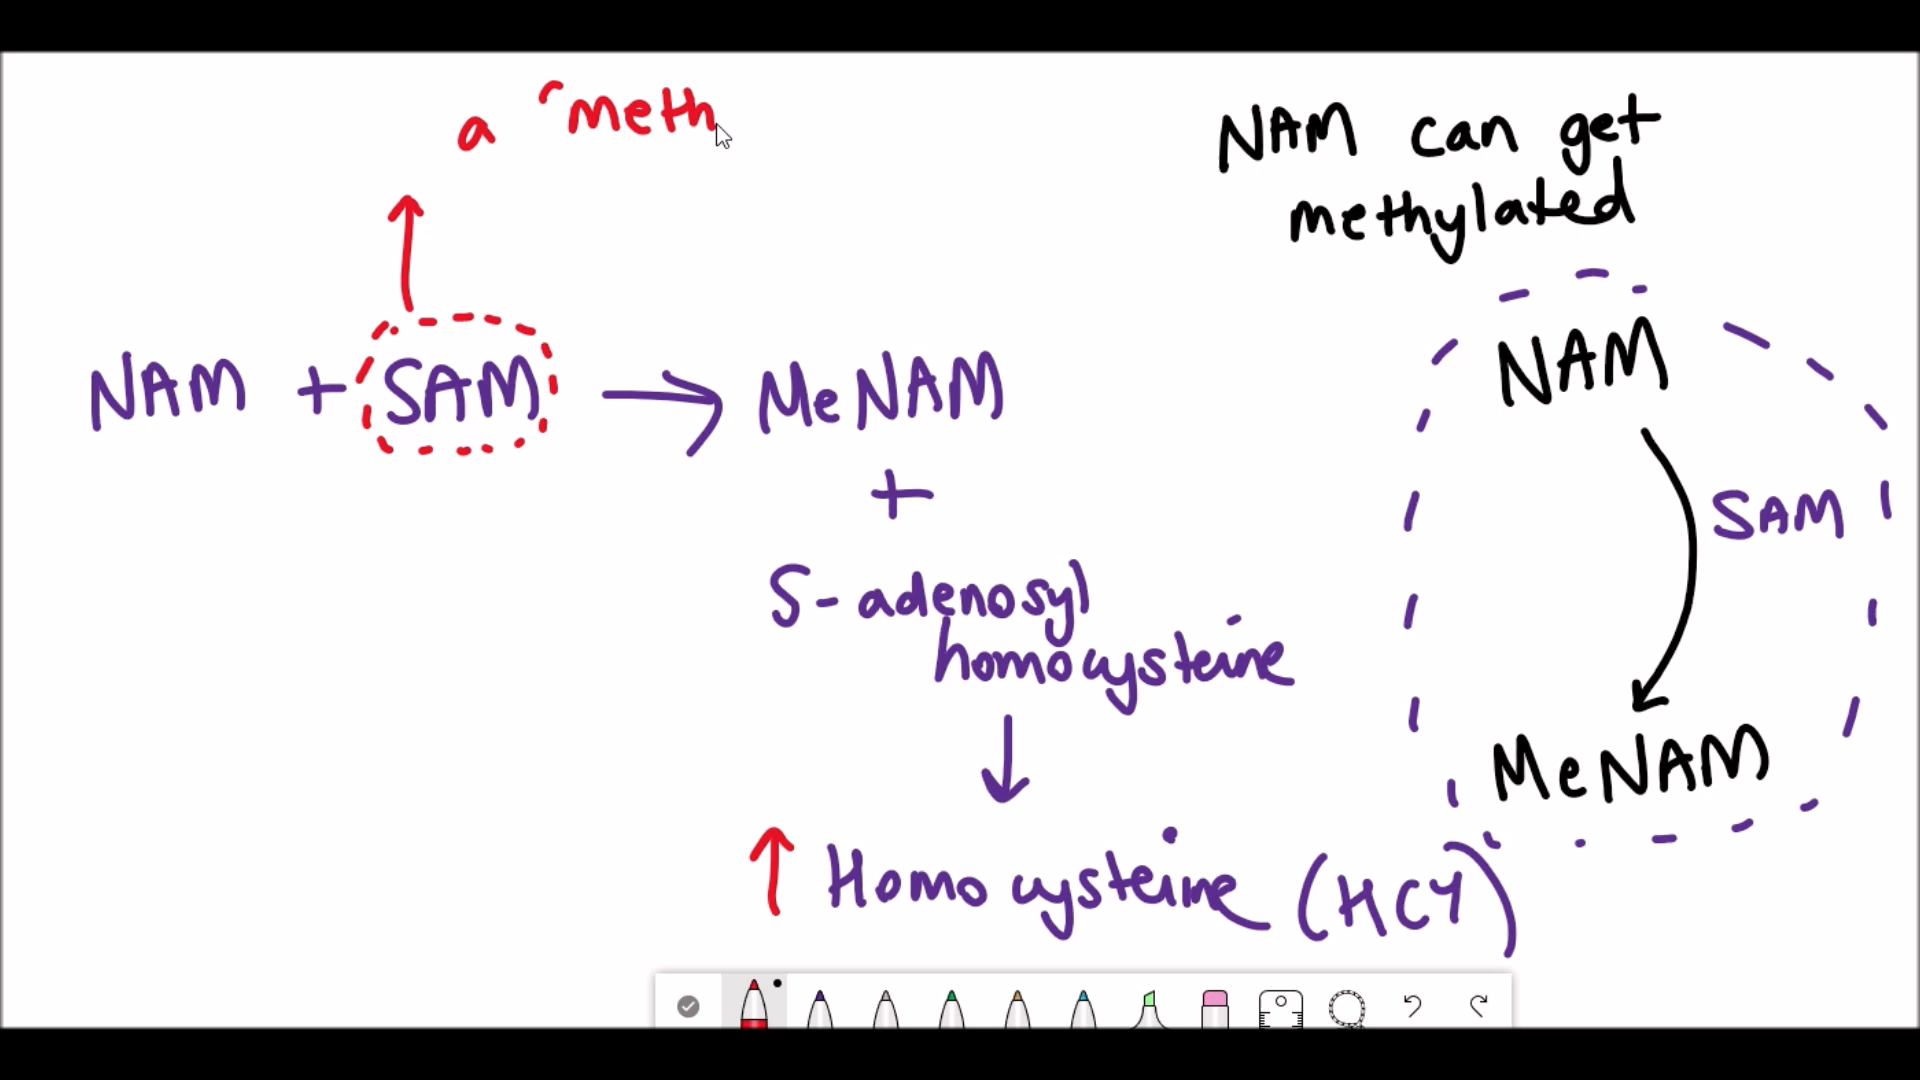 a "meth
NAM + SAM → MeNAM
+
S-adenosyl
homocysteine
↓
↑ Homocysteine (HCY)
NAM can get
methylated
NAM
SAM
MeNAM